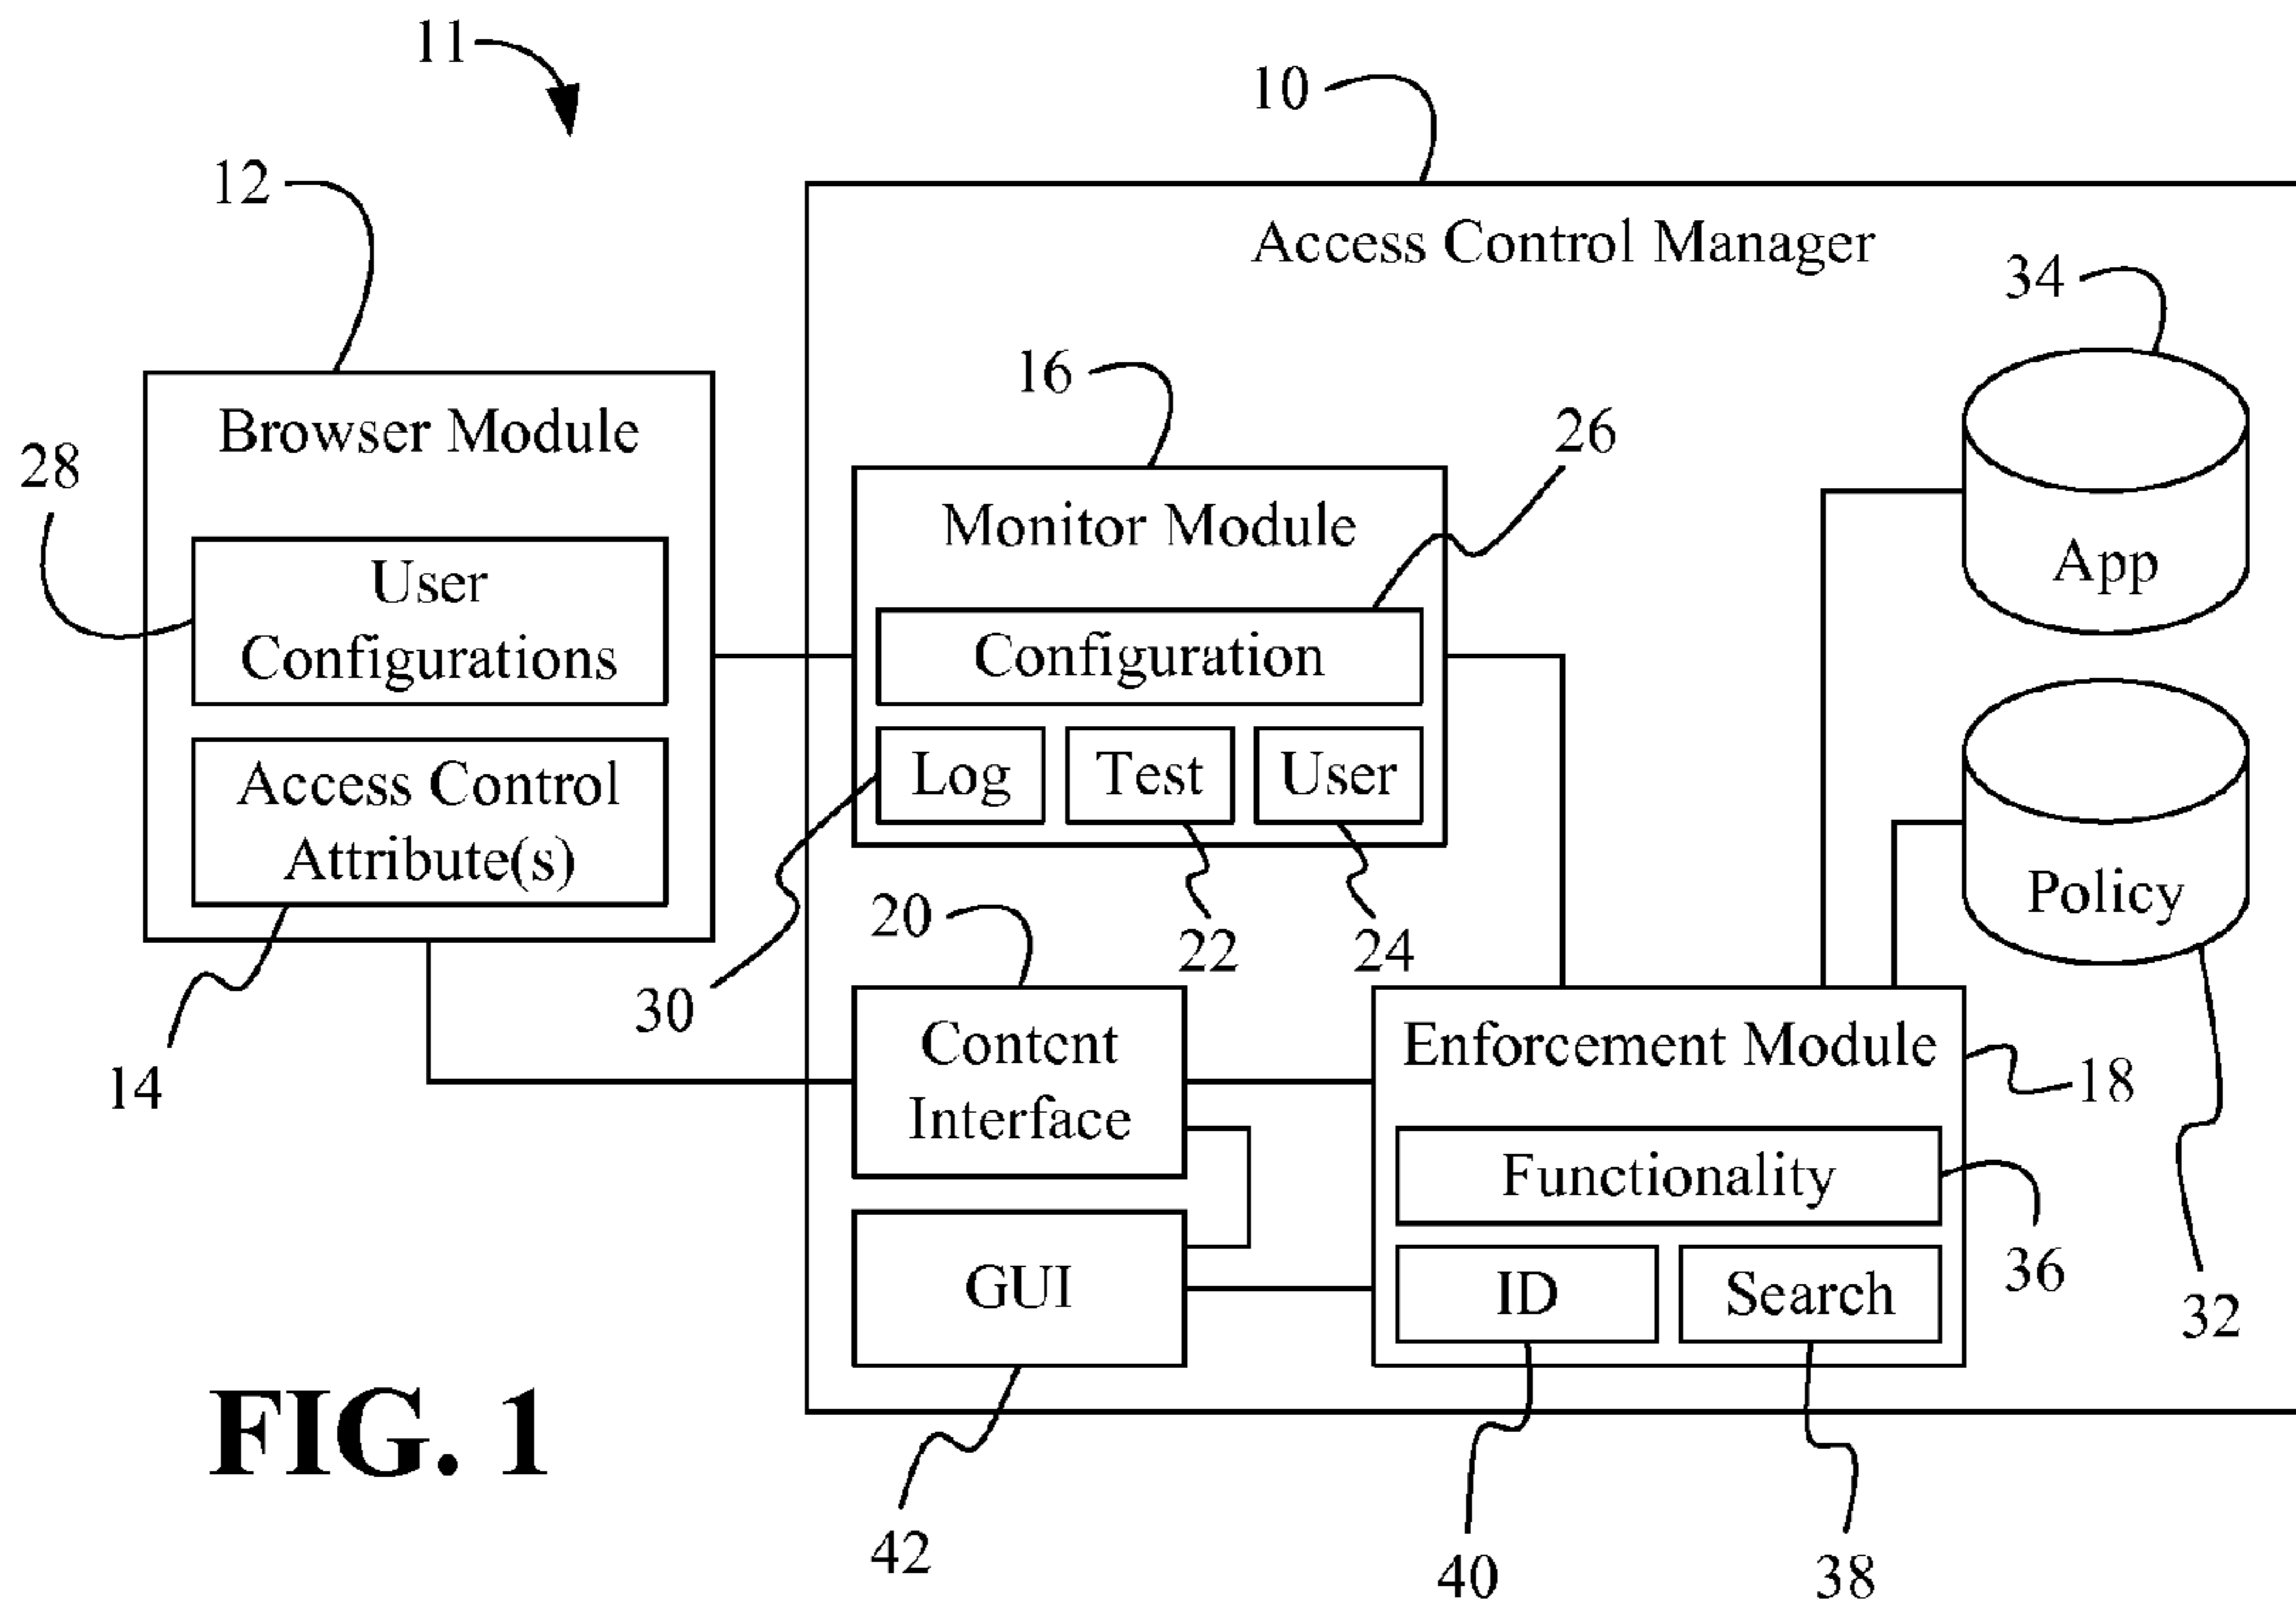 11
10
12
Access Control Manager
34
16
26
Browser Module
28
Monitor Module
User
Configurations
App
Configuration
Access Control
Attribute(s)
Log
Test
User
Policy
20
22
24
30
14
Content
Interface
Enforcement Module
18
Functionality
GUI
ID
Search
36
32
FIG. 1
42
40
38